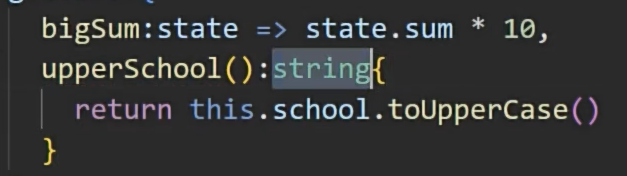 bigSum:state => state.sum * 10,
upperSchool():string{
return this.school.toUpperCase()
}